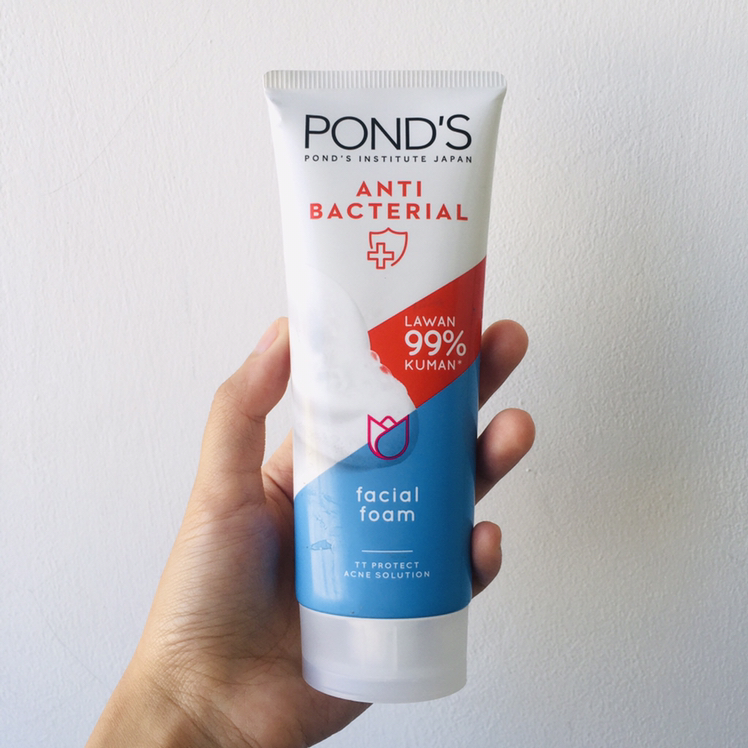 POND'S
POND'S INSTITUTE JAPAN
ANTI
BACTERIAL
LAWAN
99%
KUMAN*
facial
foam
TT PROTECT
ACNE SOLUTION